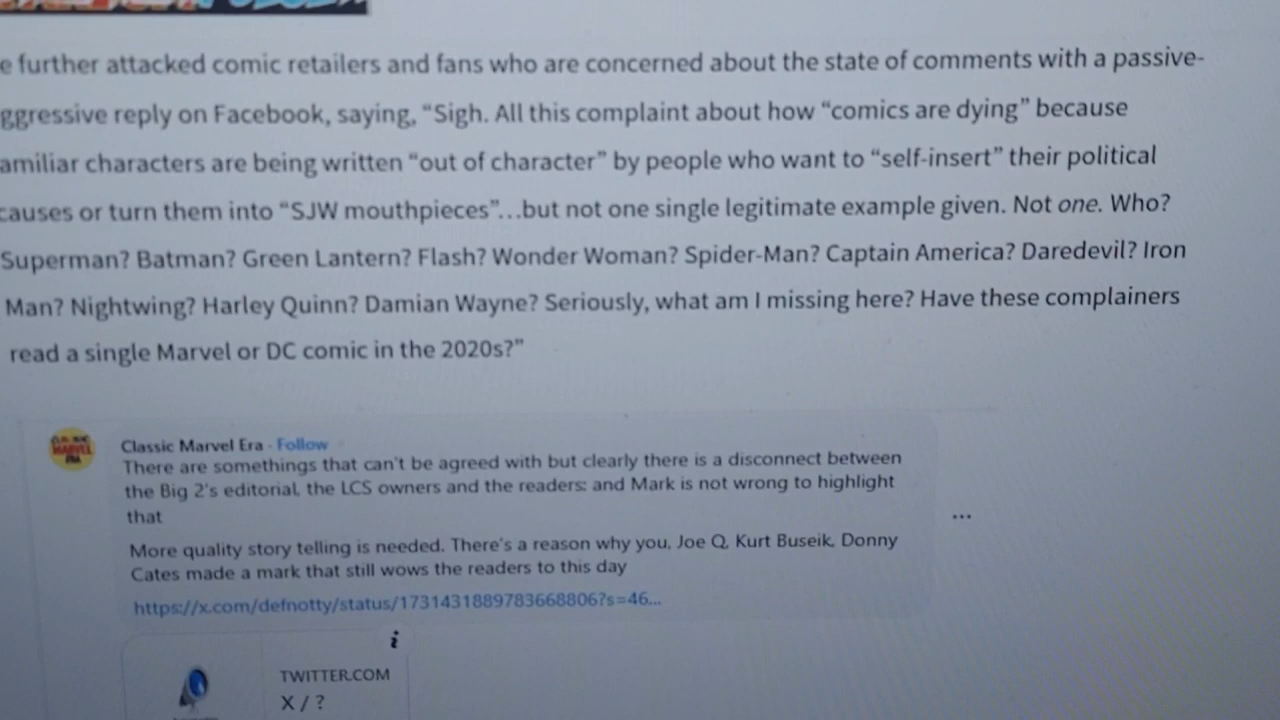 e further attacked comic retailers and fans who are concerned about the state of comments with a passive-
ggressive reply on Facebook, saying, “Sigh. All this complaint about how “comics are dying” because
amiliar characters are being written “out of character” by people who want to “self-insert” their political
causes or turn them into “SJW mouthpieces”…but not one single legitimate example given. Not one. Who?
Superman? Batman? Green Lantern? Flash? Wonder Woman? Spider-Man? Captain America? Daredevil? Iron
Man? Nightwing? Harley Quinn? Damian Wayne? Seriously, what am I missing here? Have these complainers
read a single Marvel or DC comic in the 2020s?”
Classic Marvel Era · Follow
There are somethings that can't be agreed with but clearly there is a disconnect between
the Big 2's editorial, the LCS owners and the readers: and Mark is not wrong to highlight
that
...
More quality story telling is needed. There's a reason why you, Joe Q, Kurt Buseik, Donny
Cates made a mark that still wows the readers to this day
https://x.com/defnotty/status/1731431889783668806?s=46...
i
TWITTER.COM
X / ?